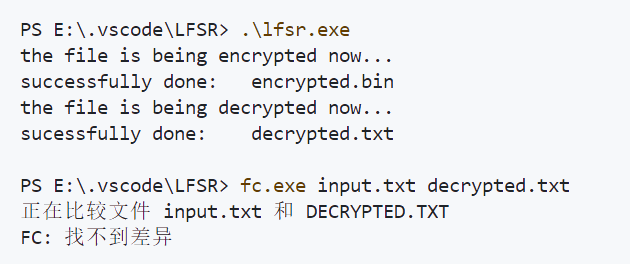 PS E:\.vscode\LFSR> .\lfsr.exe
the file is being encrypted now...
successfully done:   encrypted.bin
the file is being decrypted now...
sucessfully done:    decrypted.txt
PS E:\.vscode\LFSR> fc.exe input.txt decrypted.txt
正在比较文件 input.txt 和 DECRYPTED.TXT
FC: 找不到差异